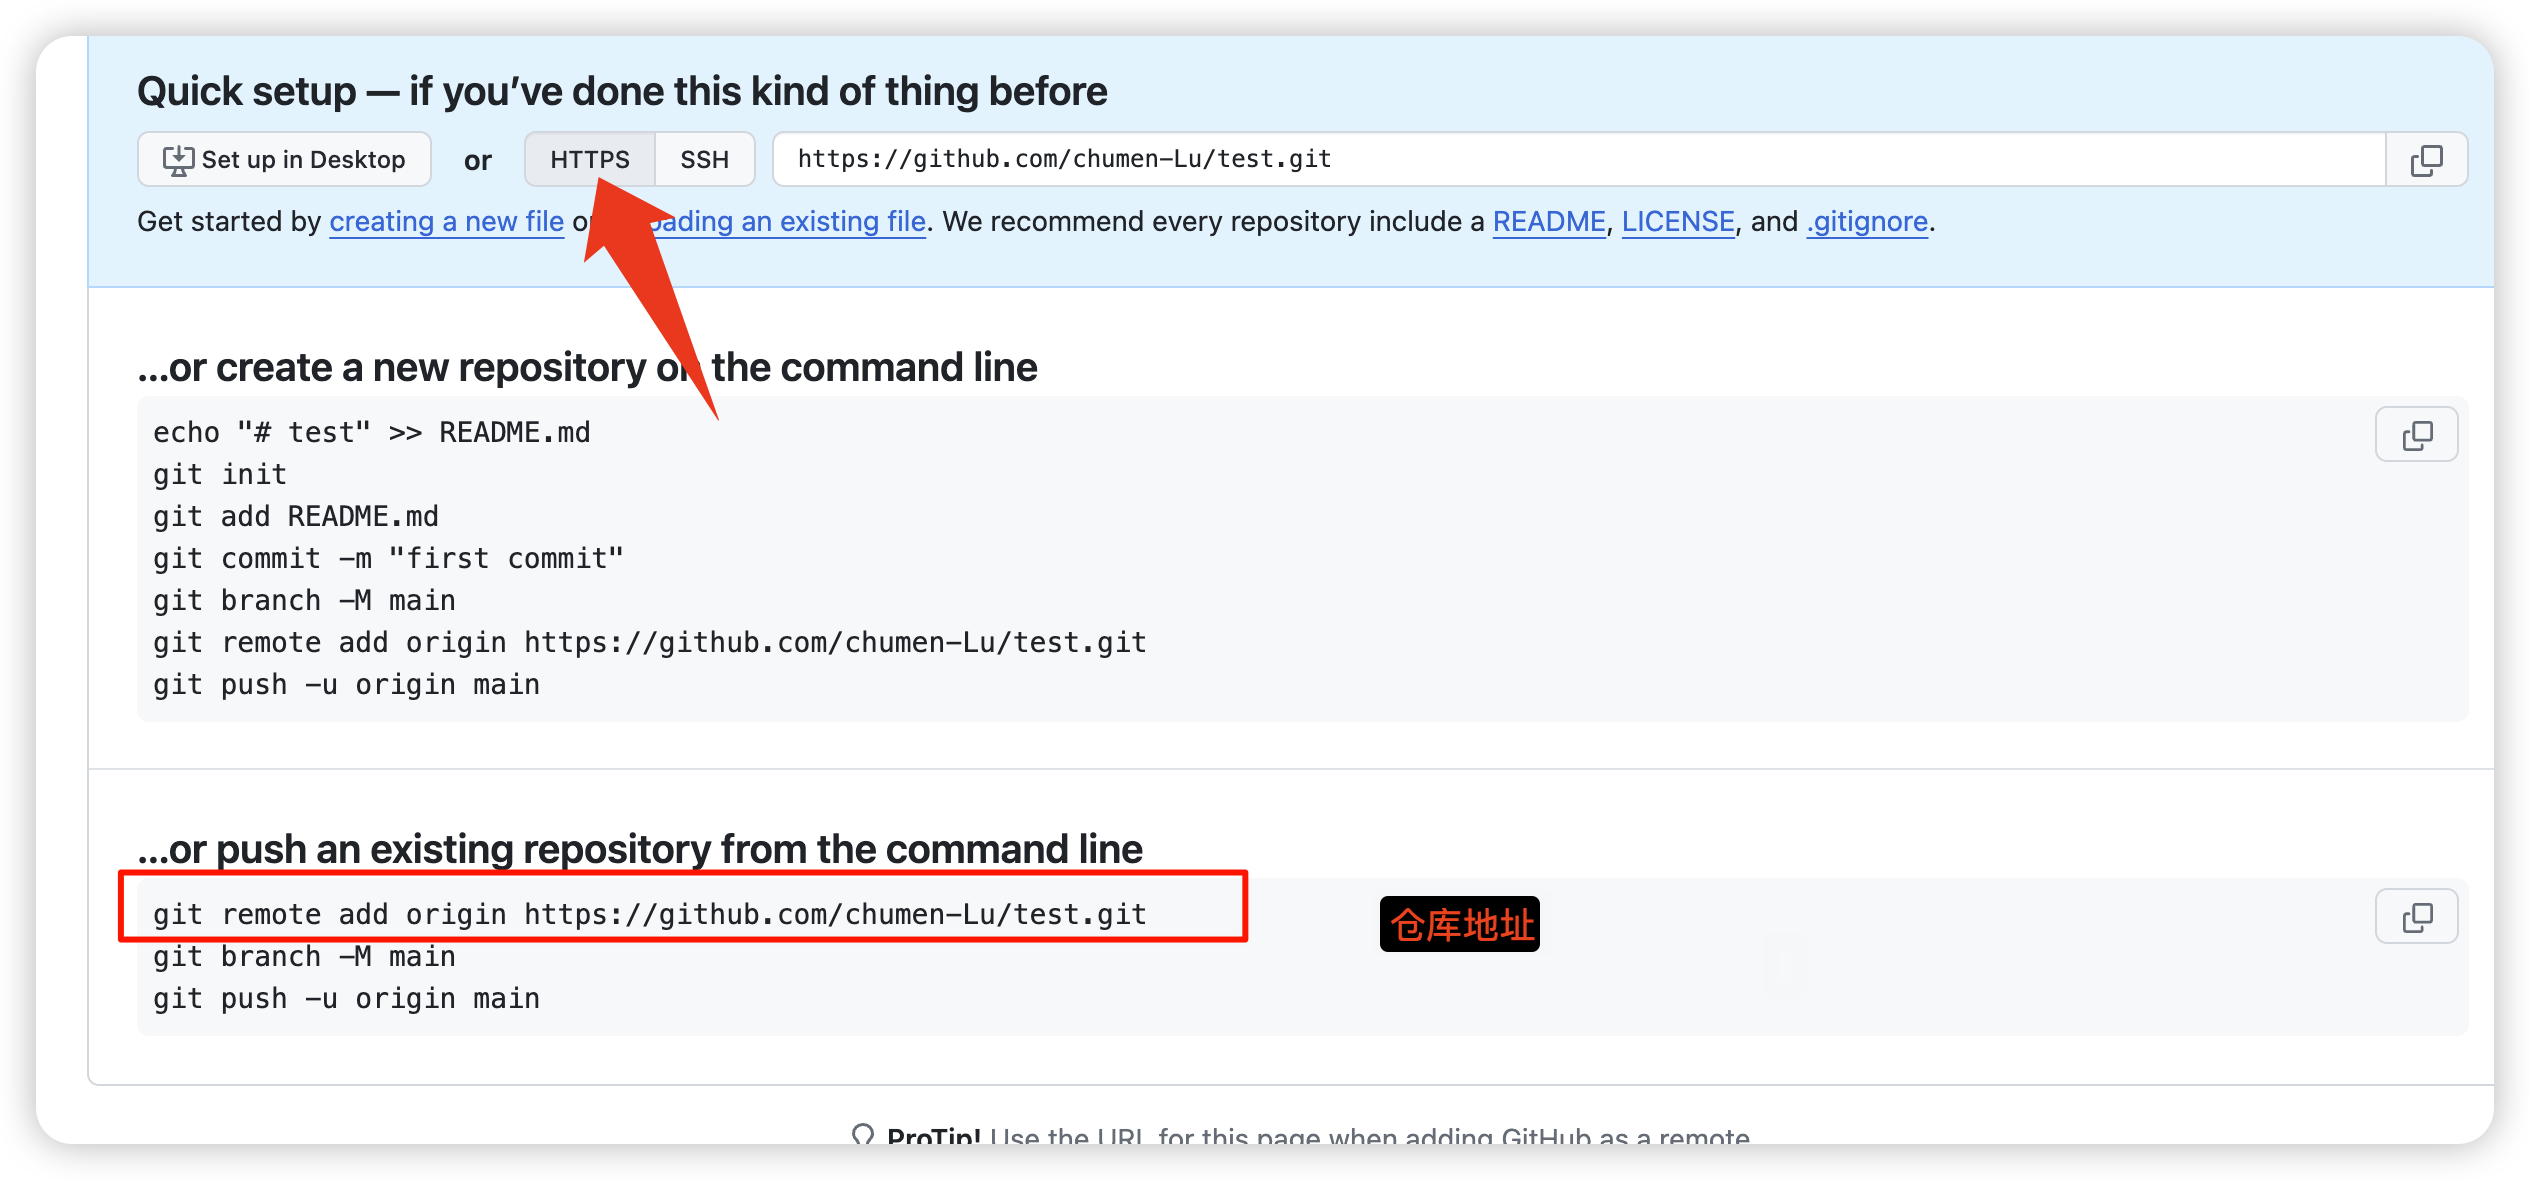 Quick setup — if you’ve done this kind of thing before
Set up in Desktop or HTTPS SSH https://github.com/chumen-Lu/test.git
Get started by creating a new file or ading an existing file. We recommend every repository include a README, LICENSE, and .gitignore.
…or create a new repository on the command line
echo "# test" >> README.md
git init
git add README.md
git commit -m "first commit"
git branch -M main
git remote add origin https://github.com/chumen-Lu/test.git
git push -u origin main
…or push an existing repository from the command line
git remote add origin https://github.com/chumen-Lu/test.git
仓库地址
git branch -M main
git push -u origin main
ProTip! Use the URL for this page when adding GitHub as a remote